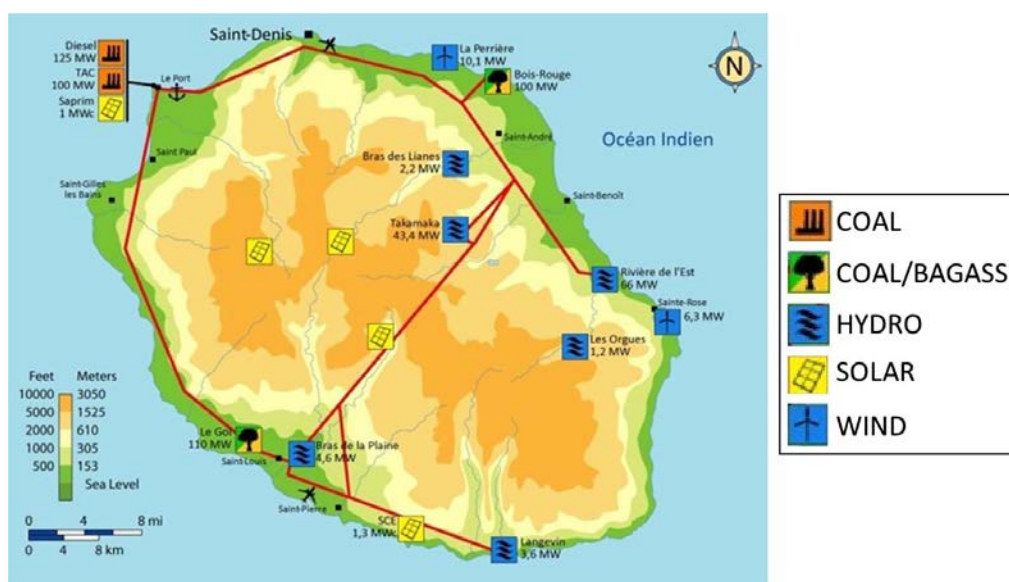 Diesel
125 MW
TAC
100 MW
Saprim
1 MWc
Le Port
Saint-Denis
La Perrière
10,1 MW
Bois-Rouge
100 MW
N
Saint-André
Océan Indien
Saint Paul
Bras des Lianes
2,2 MW
Saint-Gilles
les Bains
Saint-Benoît
Takamaka
43,4 MW
Rivière de l'Est
66 MW
Sainte-Rose
6,3 MW
Les Orgues
1,2 MW
Feet Meters
10000 3050
5000 1525
2000 610
1000 305
500 153
Sea Level
Le Gol
110 MW
Saint-Louis
Bras de la Plaine
4,6 MW
Saint-Pierre
SCE
1,3 MWc
Langevin
3,6 MW
0 4 8 mi
0 4 8 km
COAL
COAL/BAGASS
HYDRO
SOLAR
WIND